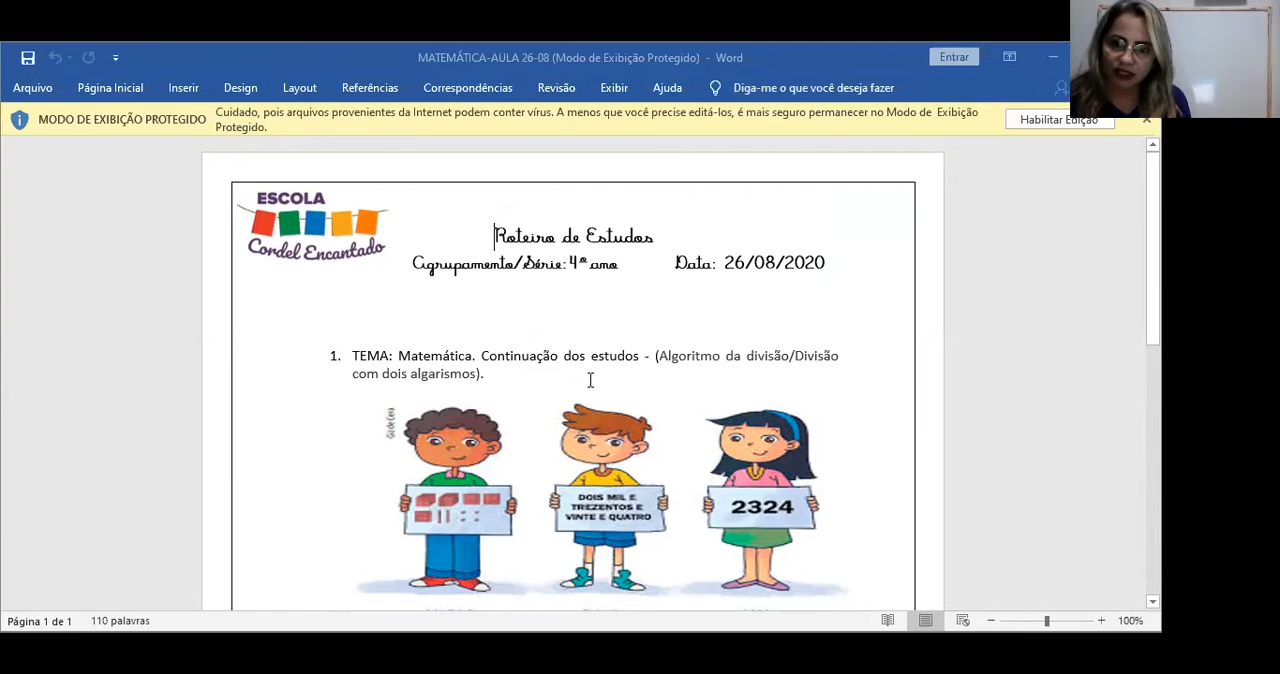 MATEMÁTICA-AULA 26-08 (Modo de Exibição Protegido) - Word
Entrar
Arquivo Página Inicial Inserir Design Layout Referências Correspondências Revisão Exibir Ajuda Diga-me o que você deseja fazer
MODO DE EXIBIÇÃO PROTEGIDO Cuidado, pois arquivos provenientes da Internet podem conter vírus. A menos que você precise editá-los, é mais seguro permanecer no Modo de Exibição
Protegido.
Habilitar Edição
ESCOLA
Cordel Encantado
Roteiro de Estudos
Agrupamento/Série: 4º ano Data: 26/08/2020
1. TEMA: Matemática. Continuação dos estudos - (Algoritmo da divisão/Divisão
com dois algarismos).
DOIS MIL E
TREZENTOS E
VINTE E QUATRO
2324
Página 1 de 1 110 palavras
100%